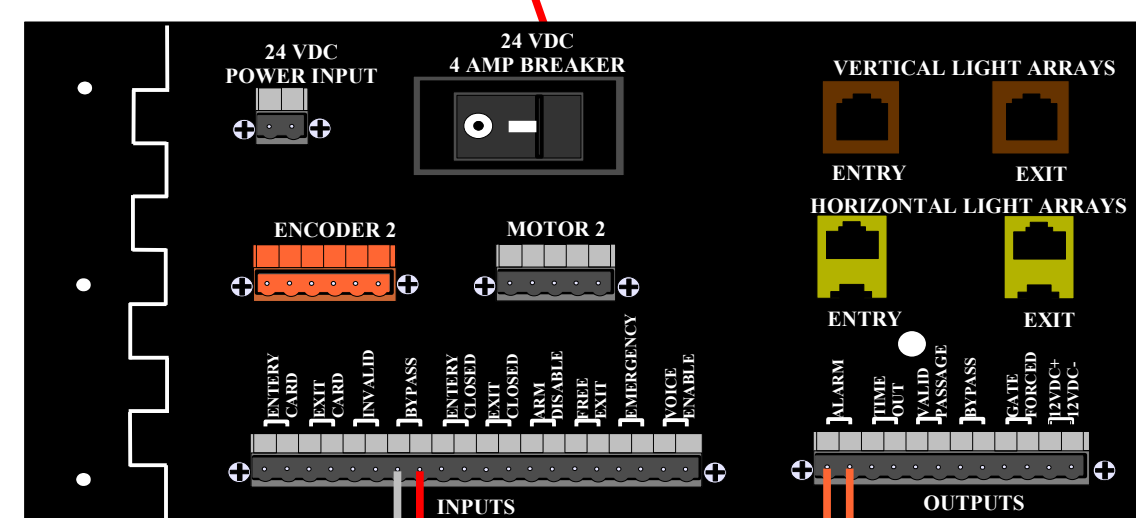 24 VDC
POWER INPUT
24 VDC
4 AMP BREAKER
VERTICAL LIGHT ARRAYS
ENTRY
EXIT
HORIZONTAL LIGHT ARRAYS
ENCODER 2
MOTOR 2
ENTRY
EXIT
ENTERY
CARD
EXIT
CARD
INVALID
BYPASS
ENTERY
CLOSED
EXIT
CLOSED
ARM
DISABLE
FREE
EXIT
EMERGENCY
VOICE
ENABLE
ALARM
TIME
OUT
VALID
PASSAGE
BYPASS
GATE
FORCED
12VDC+
12VDC-
INPUTS
OUTPUTS